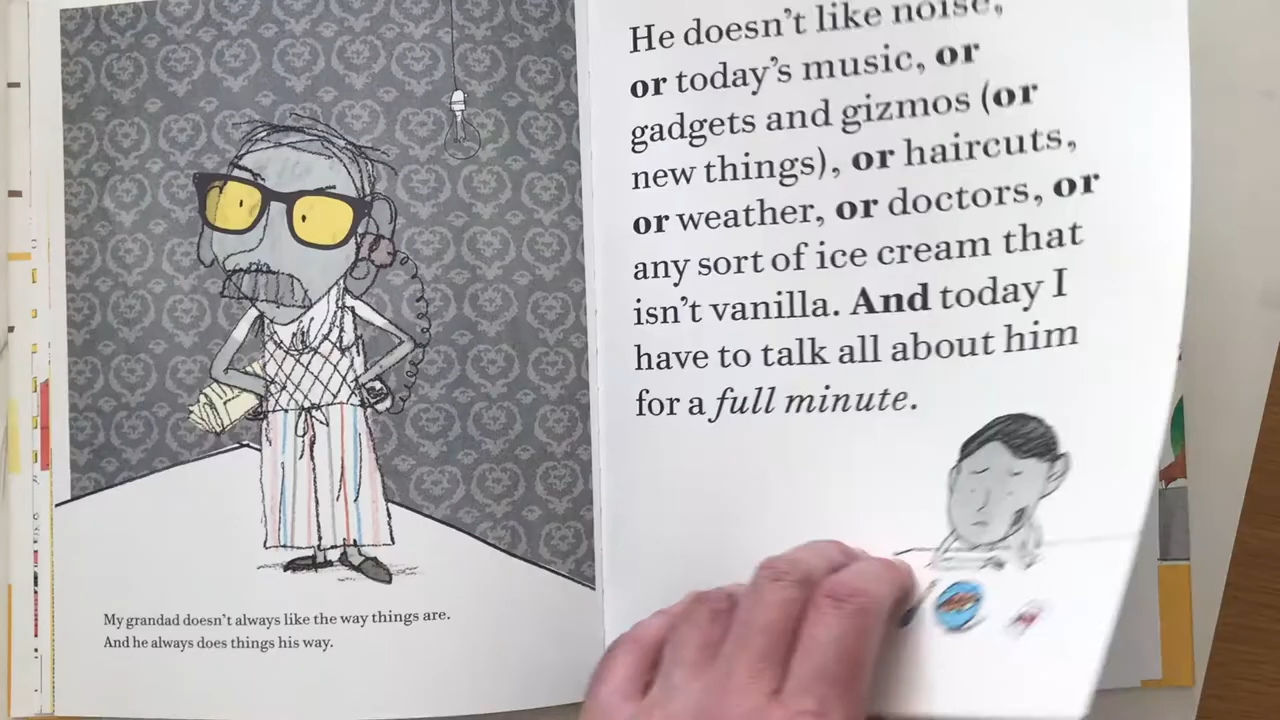 My grandad doesn't always like the way things are.
And he always does things his way.
He doesn't like noise,
or today's music, or
gadgets and gizmos (or
new things), or haircuts,
or weather, or doctors, or
any sort of ice cream that
isn't vanilla. And today I
have to talk all about him
for a full minute.